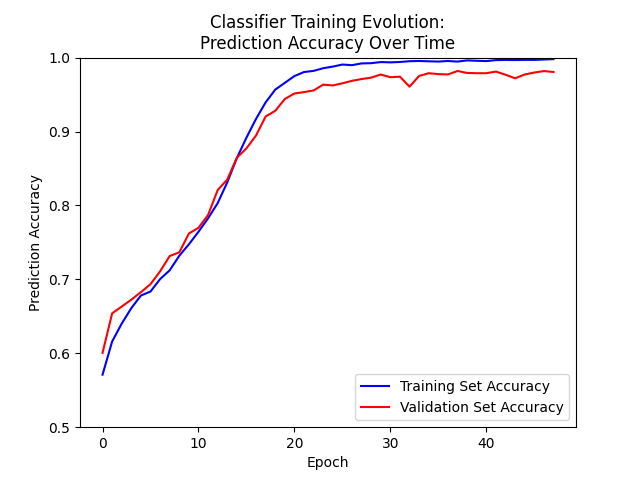 Classifier Training Evolution:
Prediction Accuracy Over Time
Prediction Accuracy
1.0
0.9
0.8
0.7
0.6
0.5
0
10
20
30
40
Epoch
Training Set Accuracy
Validation Set Accuracy